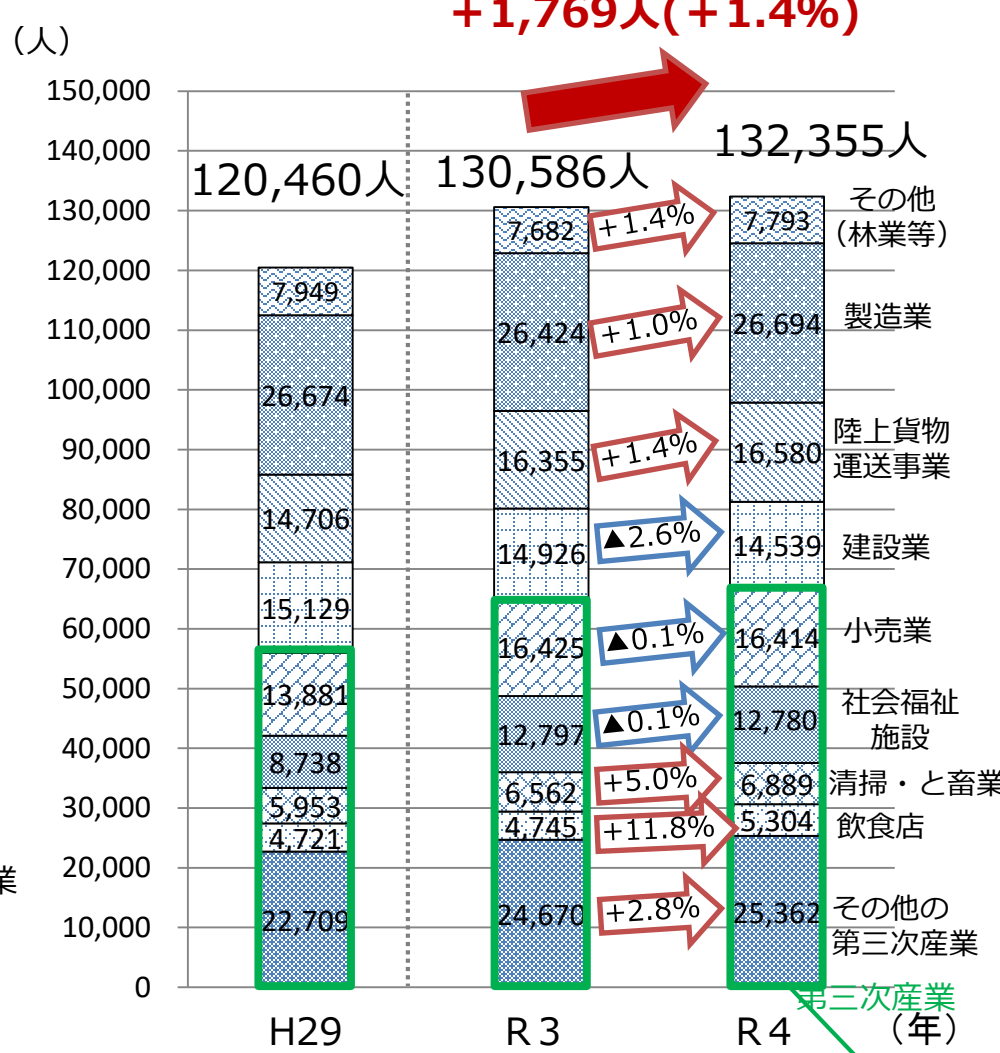 ＋1,769人(＋1.4%)
（人）
150,000
140,000
130,000
120,000
110,000
100,000
90,000
80,000
70,000
60,000
50,000
40,000
30,000
20,000
10,000
0
業
120,460人
7,949
26,674
14,706
15,129
13,881
8,738
5,953
4,721
22,709
H29
130,586人
7,682
26,424
16,355
14,926
16,425
12,797
6,562
4,745
24,670
R３
＋1.4%
＋1.0%
＋1.4%
▲2.6%
▲0.1%
▲0.1%
+5.0%
+11.8%
+2.8%
132,355人
7,793
26,694
16,580
14,539
16,414
12,780
6,889
5,304
25,362
R４
その他
（林業等）
製造業
陸上貨物
運送事業
建設業
小売業
社会福祉
施設
清掃・と畜業
飲食店
その他の
第三次産業
第三次産業
（年）